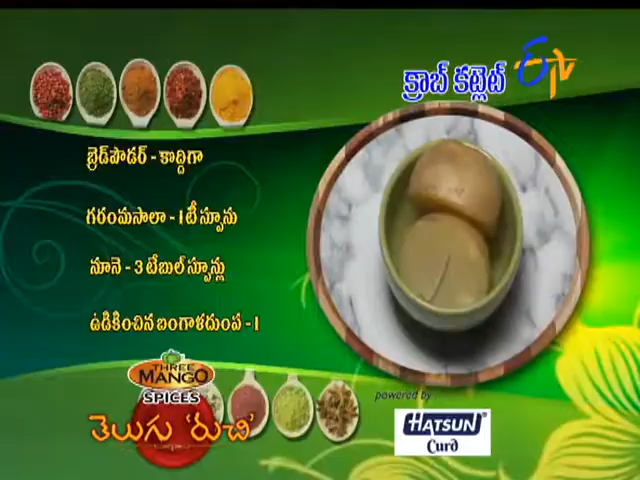 క్రాబ్ కట్లెట్
ETV
బ్రెడ్‌పౌడర్ - కొద్దిగా
గరంమసాలా - 1 టీ స్పూను
నూనె - 3 టేబుల్ స్పూన్లు
ఉడికించిన బంగాళదుంప - 1
THREE
MANGO
SPICES
తెలుగు 'రుచి'
powered by
HATSUN
Curd